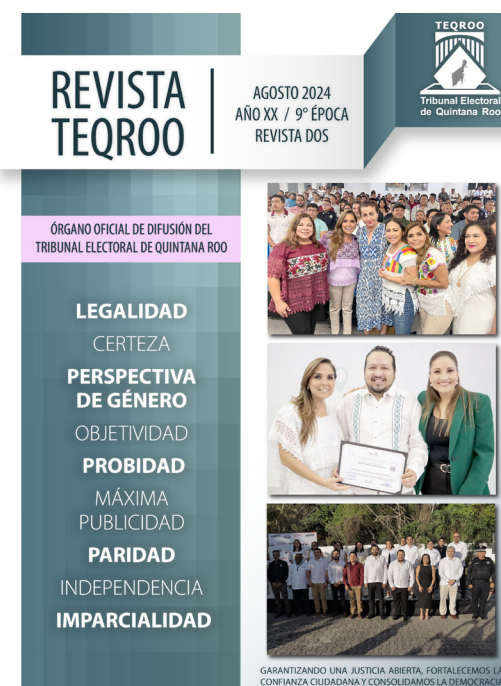 TEQROO
Tribunal Electoral
de Quintana Roo
REVISTA
TEQROO
AGOSTO 2024
AÑO XX / 9° ÉPOCA
REVISTA DOS
ÓRGANO OFICIAL DE DIFUSIÓN DEL
TRIBUNAL ELECTORAL DE QUINTANA ROO
LEGALIDAD
CERTEZA
PERSPECTIVA
DE GÉNERO
OBJETIVIDAD
PROBIDAD
MÁXIMA
PUBLICIDAD
PARIDAD
INDEPENDENCIA
IMPARCIALIDAD
GARANTIZANDO UNA JUSTICIA ABIERTA, FORTALECEMOS LA
CONFIANZA CIUDADANA Y CONSOLIDAMOS LA DEMOCRACIA